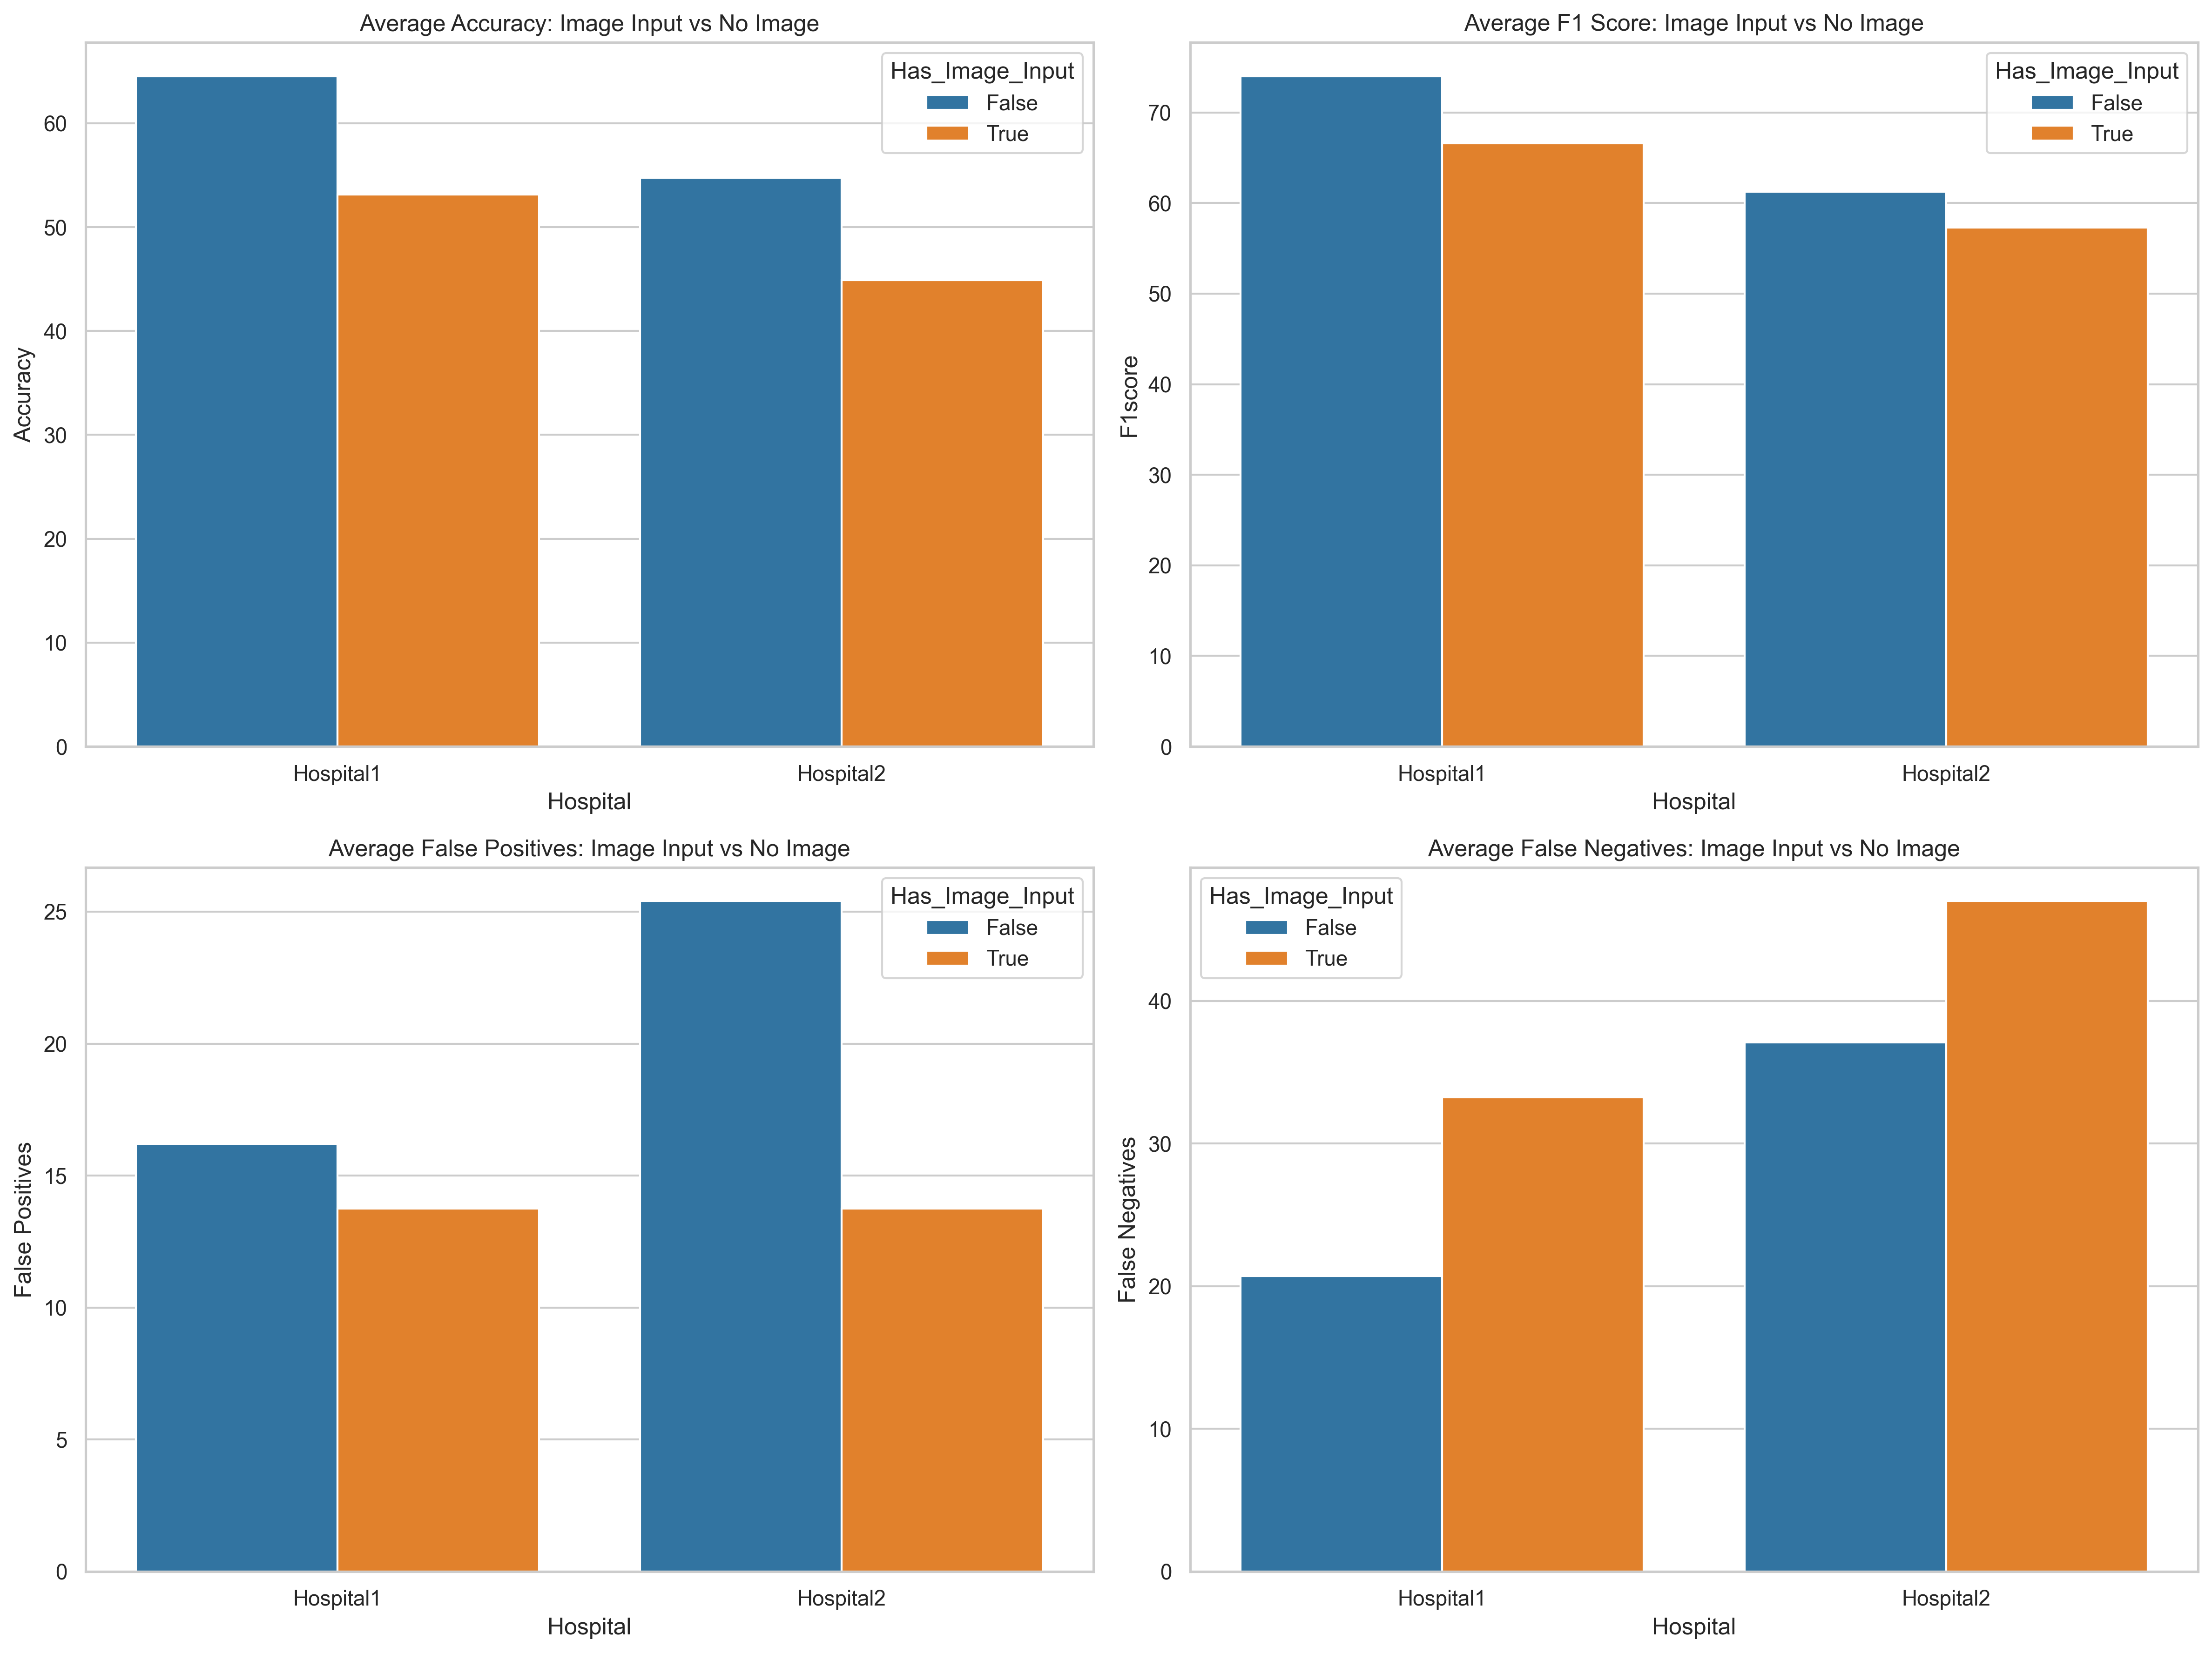 Average Accuracy: Image Input vs No Image
Has_Image_Input
False
True
60
50
40
30
20
10
0
Accuracy
Hospital1
Hospital2
Hospital
Average F1 Score: Image Input vs No Image
Has_Image_Input
False
True
70
60
50
40
30
20
10
0
F1score
Hospital1
Hospital2
Hospital
Average False Positives: Image Input vs No Image
Has_Image_Input
False
True
25
20
15
10
5
0
False Positives
Hospital1
Hospital2
Hospital
Average False Negatives: Image Input vs No Image
Has_Image_Input
False
True
40
30
20
10
0
False Negatives
Hospital1
Hospital2
Hospital